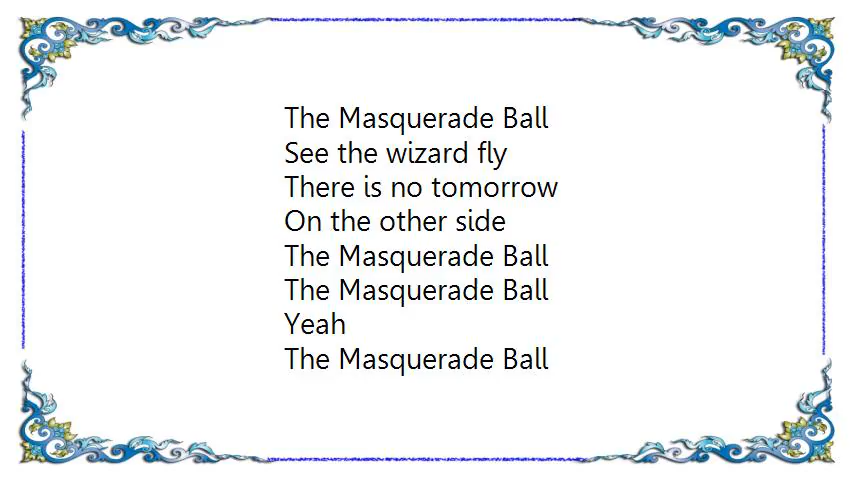 The Masquerade Ball
See the wizard fly
There is no tomorrow
On the other side
The Masquerade Ball
The Masquerade Ball
Yeah
The Masquerade Ball